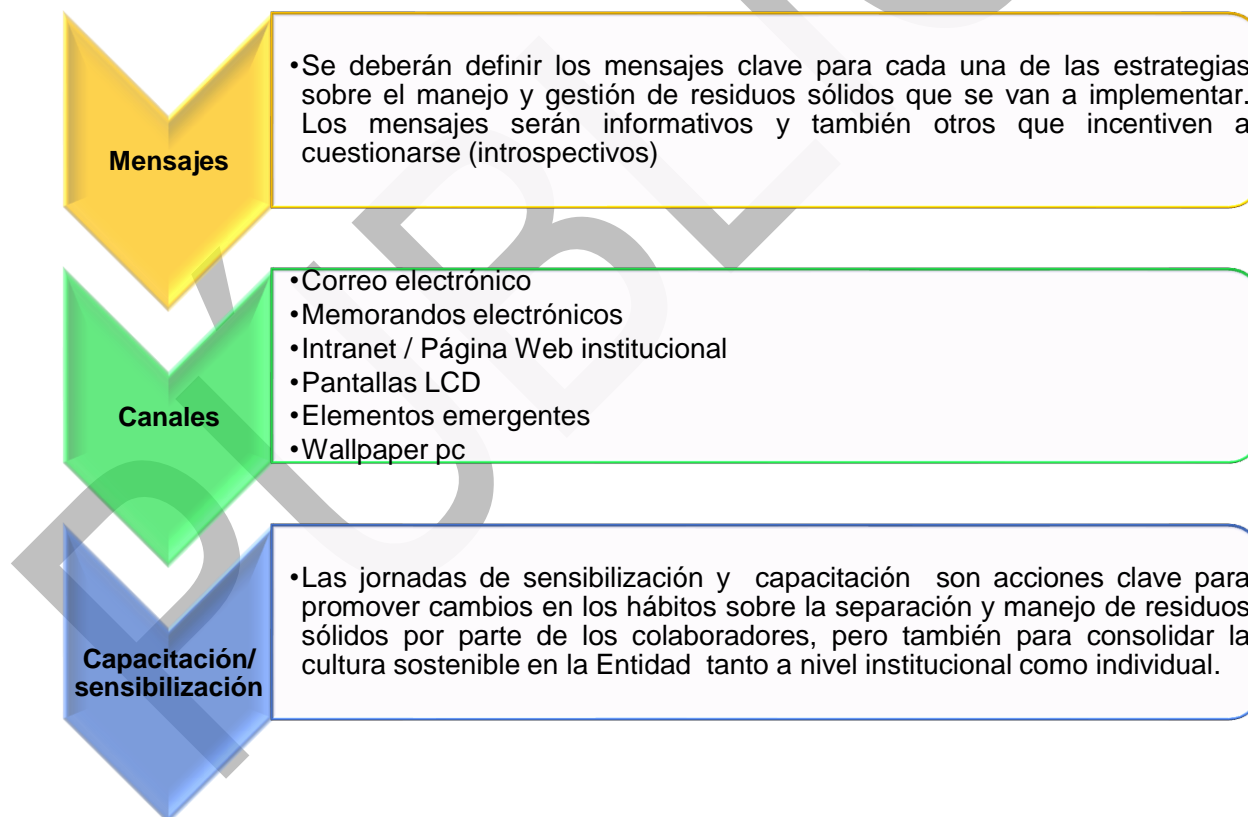 Mensajes
•Se deberán definir los mensajes clave para cada una de las estrategias
sobre el manejo y gestión de residuos sólidos que se van a implementar.
Los mensajes serán informativos y también otros que incentiven a
cuestionarse (introspectivos)
Canales
•Correo electrónico
•Memorandos electrónicos
•Intranet / Página Web institucional
•Pantallas LCD
•Elementos emergentes
•Wallpaper pc
Capacitación/
sensibilización
•Las jornadas de sensibilización y capacitación son acciones clave para
promover cambios en los hábitos sobre la separación y manejo de residuos
sólidos por parte de los colaboradores, pero también para consolidar la
cultura sostenible en la Entidad tanto a nivel institucional como individual.